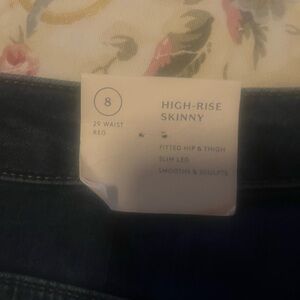 8
29 WAIST
REG
HIGH-RISE
SKINNY
FITTED HIP & THIGH
SLIM LEG
SMOOTHS & SCULPTS